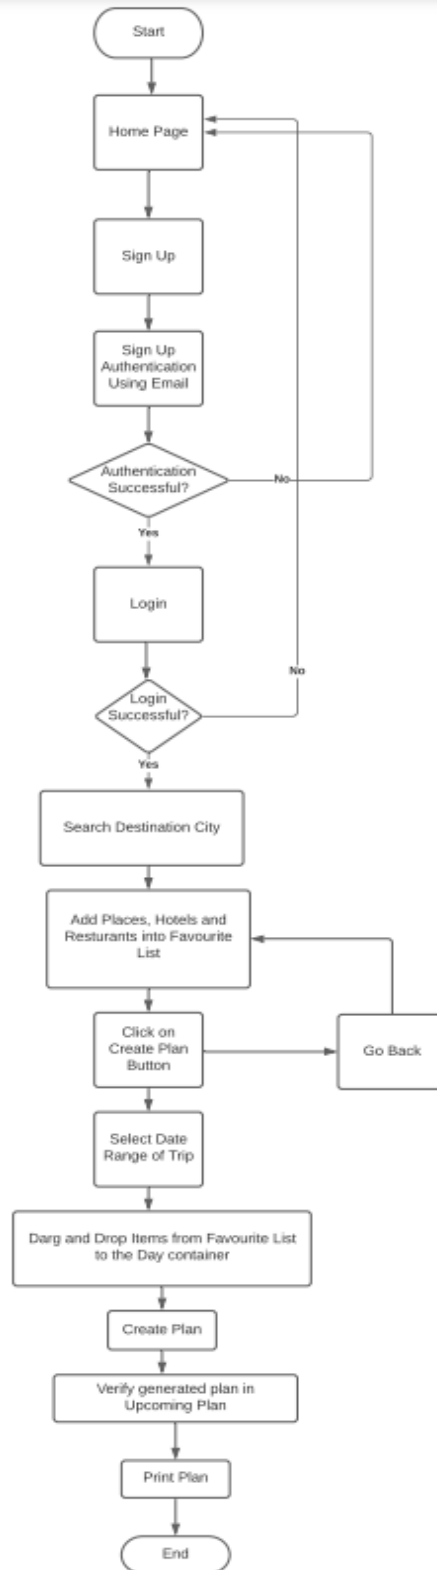 Start
Home Page
Sign Up
Sign Up
Authentication
Using Email
Authentication
Successful?
No
Yes
Login
No
Login
Successful?
Yes
Search Destination City
Add Places, Hotels and
Resturants into Favourite
List
Click on
Create Plan
Button
Go Back
Select Date
Range of Trip
Darg and Drop Items from Favourite List
to the Day container
Create Plan
Verify generated plan in
Upcoming Plan
Print Plan
End